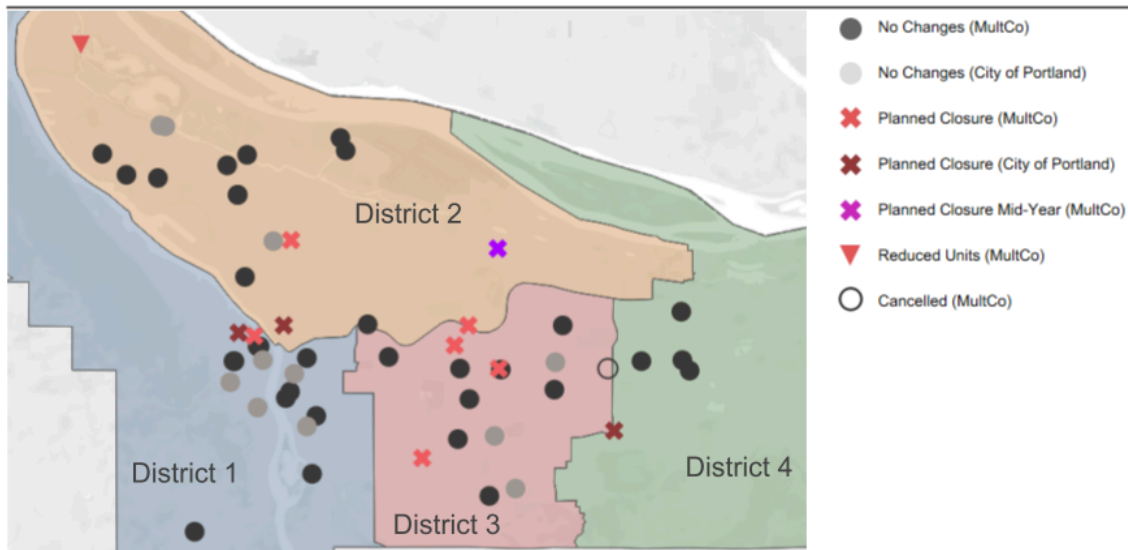 No Changes (MultCo)
No Changes (City of Portland)
Planned Closure (MultCo)
Planned Closure (City of Portland)
Planned Closure Mid-Year (MultCo)
Reduced Units (MultCo)
Cancelled (MultCo)
District 2
District 1
District 4
District 3